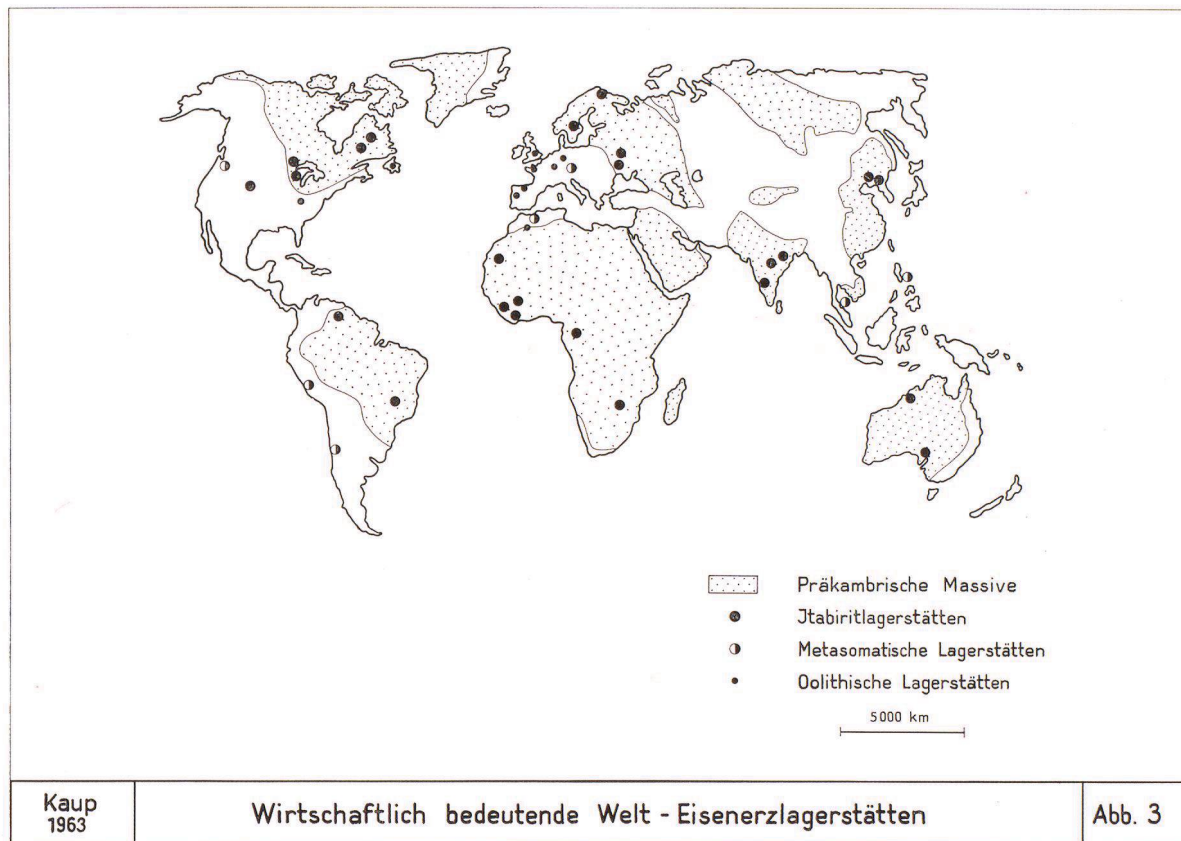 Präkambrische Massive
Jtabiritlagerstätten
Metasomatische Lagerstätten
Oolithische Lagerstätten
5000 km
Kaup
1963
Wirtschaftlich bedeutende Welt - Eisenerzlagerstätten
Abb. 3